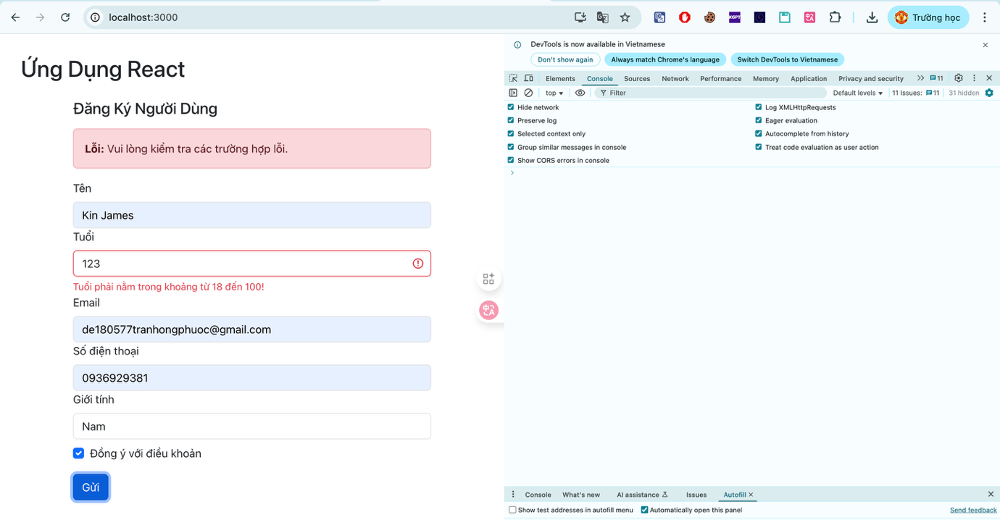 localhost:3000
Trường học
Ứng Dụng React
Đăng Ký Người Dùng
Lỗi: Vui lòng kiểm tra các trường hợp lỗi.
Tên
Kin James
Tuổi
123
Tuổi phải nằm trong khoảng từ 18 đến 100!
Email
de180577tranhongphuoc@gmail.com
Số điện thoại
0936929381
Giới tính
Nam
Đồng ý với điều khoản
Gửi
DevTools is now available in Vietnamese
Don't show again Always match Chrome's language Switch DevTools to Vietnamese
Elements Console Sources Network Performance Memory Application Privacy and security 11
top Filter Default levels 11 Issues: 11 31 hidden
Hide network Log XMLHttpRequests
Preserve log Eager evaluation
Selected context only Autocomplete from history
Group similar messages in console Treat code evaluation as user action
Show CORS errors in console
Console What's new AI assistance Issues Autofill
Show test addresses in autofill menu Automatically open this panel Send feedback